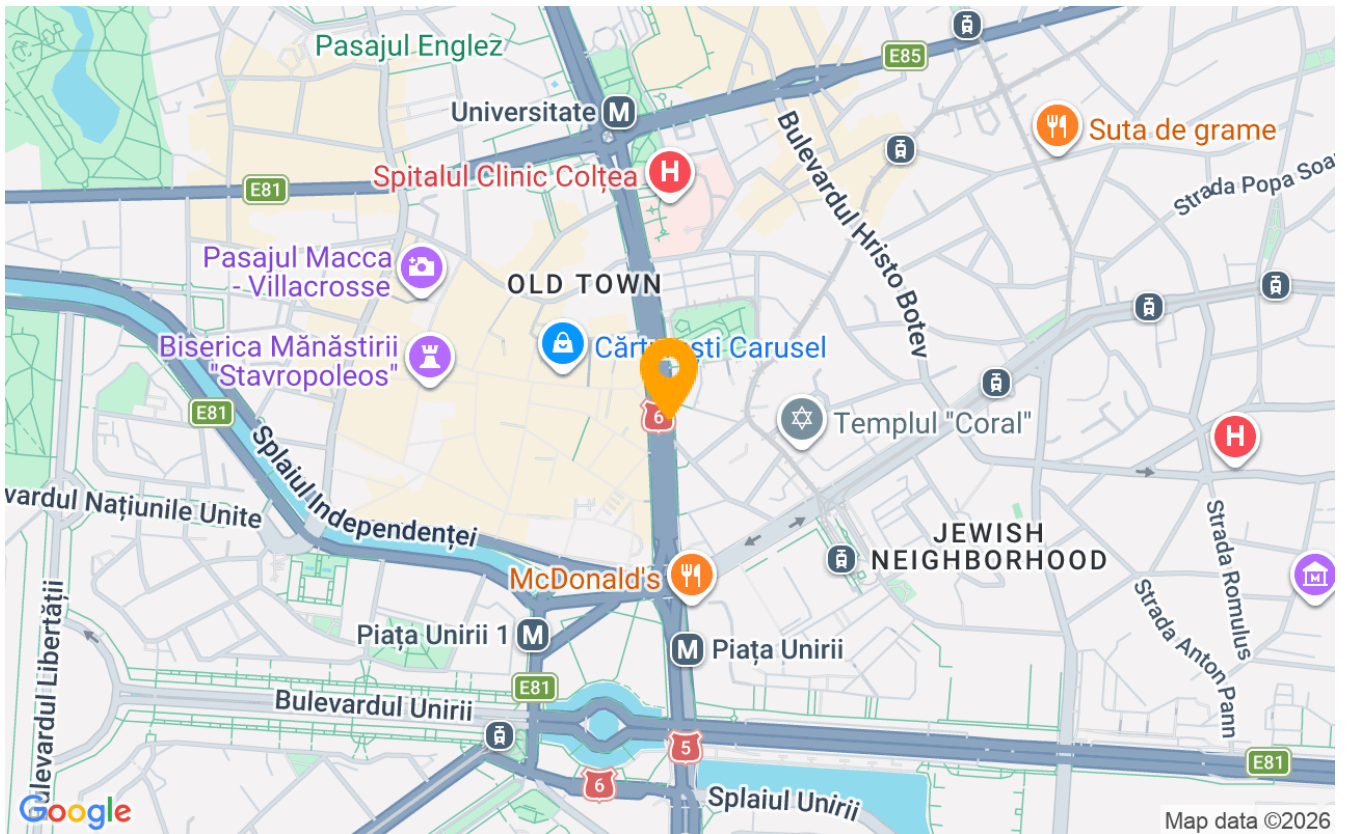 Pasajul Englez
E85
Universitate M
Suta de grame
Bulevardul Hristo Botev
Spitalul Clinic Colțea H
E81
Strada Popa Soa
Pasajul Macca
- Villacrosse
OLD TOWN
Biserica Mănăstirii
"Stavropoleos"
Cărturești Carusel
E81
6
Templul "Coral"
H
Splaiul Independenței
vardul Națiunile Unite
JEWISH
NEIGHBORHOOD
Strada Romulus
McDonald's
M
Strada Anton Pann
Piața Unirii 1 M
M Piața Unirii
ulevardul Libertății
E81
Bulevardul Unirii
5
E81
6
Splaiul Unirii
Google
Map data ©2026